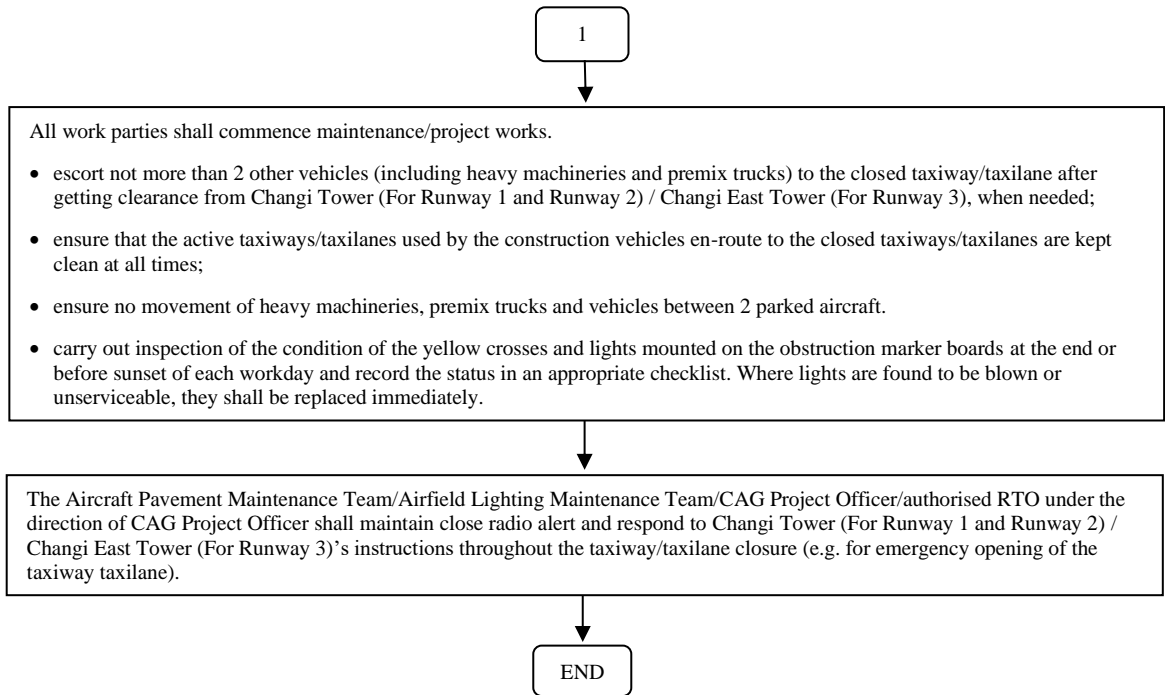 1
All work parties shall commence maintenance/project works.
• escort not more than 2 other vehicles (including heavy machineries and premix trucks) to the closed taxiway/taxilane after
getting clearance from Changi Tower (For Runway 1 and Runway 2) / Changi East Tower (For Runway 3), when needed;
• ensure that the active taxiways/taxilanes used by the construction vehicles en-route to the closed taxiways/taxilanes are kept
clean at all times;
• ensure no movement of heavy machineries, premix trucks and vehicles between 2 parked aircraft.
• carry out inspection of the condition of the yellow crosses and lights mounted on the obstruction marker boards at the end or
before sunset of each workday and record the status in an appropriate checklist. Where lights are found to be blown or
unserviceable, they shall be replaced immediately.
The Aircraft Pavement Maintenance Team/Airfield Lighting Maintenance Team/CAG Project Officer/authorised RTO under the
direction of CAG Project Officer shall maintain close radio alert and respond to Changi Tower (For Runway 1 and Runway 2) /
Changi East Tower (For Runway 3)’s instructions throughout the taxiway/taxilane closure (e.g. for emergency opening of the
taxiway taxilane).
END